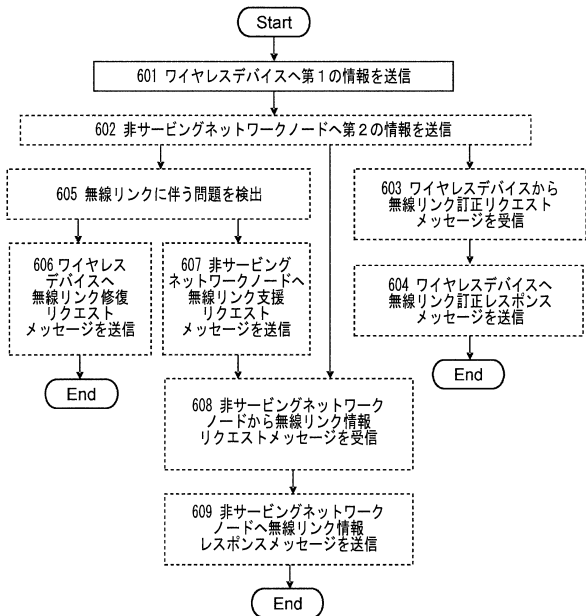 Start
601 ワイヤレスデバイスへ第1の情報を送信
602 非サービングネットワークノードへ第2の情報を送信
605 無線リンクに伴う問題を検出
603 ワイヤレスデバイスから
無線リンク訂正リクエスト
メッセージを受信
606 ワイヤレス
デバイスへ
無線リンク修復
リクエスト
メッセージを送信
607 非サービング
ネットワークノードへ
無線リンク支援
リクエスト
メッセージを送信
604 ワイヤレスデバイスへ
無線リンク訂正レスポンス
メッセージを送信
End
End
608 非サービングネットワーク
ノードから無線リンク情報
リクエストメッセージを受信
609 非サービングネットワーク
ノードへ無線リンク情報
レスポンスメッセージを送信
End